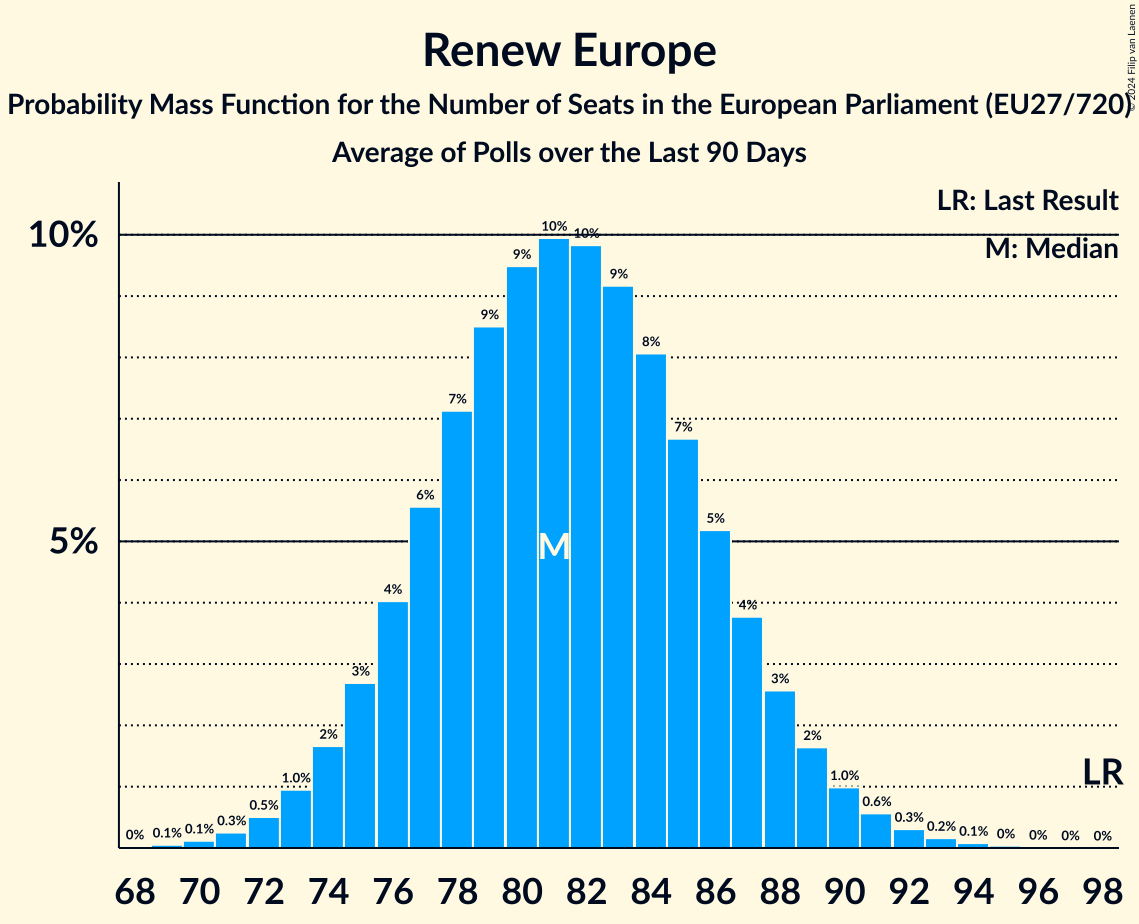 Renew Europe
Probability Mass Function for the Number of Seats in the European Parliament (EU27/720)
Average of Polls over the Last 90 Days
© 2024 Filip van Laenen
LR: Last Result
M: Median
10%
5%
0% 0.1% 0.1% 0.3% 0.5% 1.0% 2% 3% 4% 6% 7% 9% 9% 10% 10% 9% 8% 7% 5% 4% 3% 2% 1.0% 0.6% 0.3% 0.2% 0.1% 0% 0% 0% 0%
M
LR
68 70 72 74 76 78 80 82 84 86 88 90 92 94 96 98